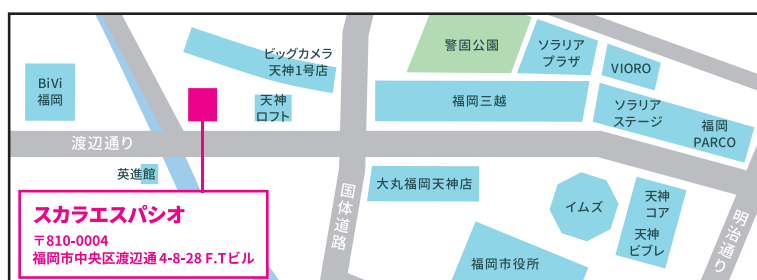 警固公園
ソラリア
プラザ
VIORO
ビッグカメラ
天神1号店
BiVi
福岡
天神
ロフト
福岡三越
ソラリア
ステージ
福岡
PARCO
渡辺通り
英進館
大丸福岡天神店
国体道路
イムズ
天神
コア
天神
ビブレ
明治通り
福岡市役所
スカラエスパシオ
〒810-0004
福岡市中央区渡辺通4-8-28 F.Tビル